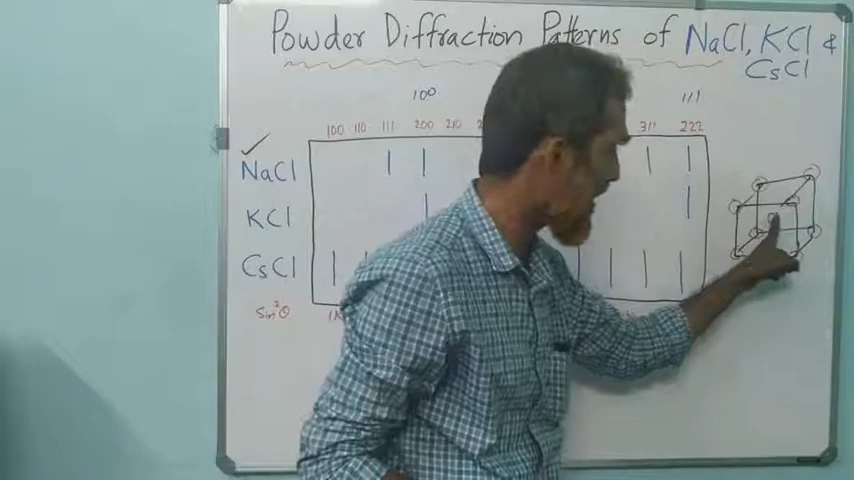 Powder Diffraction Patterns of NaCl, KCl &
CsCl
100 111
100 110 111 200 210 311 222
NaCl
KCl
CsCl
Sin²θ